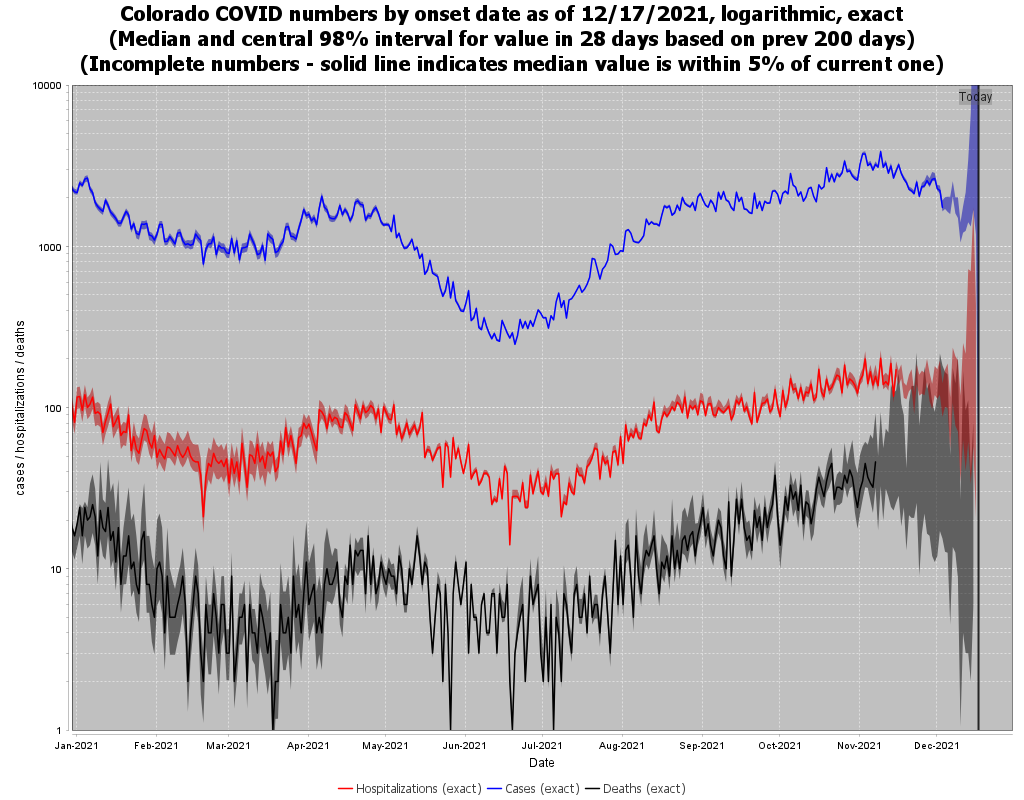 Colorado COVID numbers by onset date as of 12/17/2021, logarithmic, exact
(Median and central 98% interval for value in 28 days based on prev 200 days)
(Incomplete numbers - solid line indicates median value is within 5% of current one)
Today
10000
1000
100
10
1
cases / hospitalizations / deaths
Jan-2021 Feb-2021 Mar-2021 Apr-2021 May-2021 Jun-2021 Jul-2021 Aug-2021 Sep-2021 Oct-2021 Nov-2021 Dec-2021
Date
Hospitalizations (exact) Cases (exact) Deaths (exact)